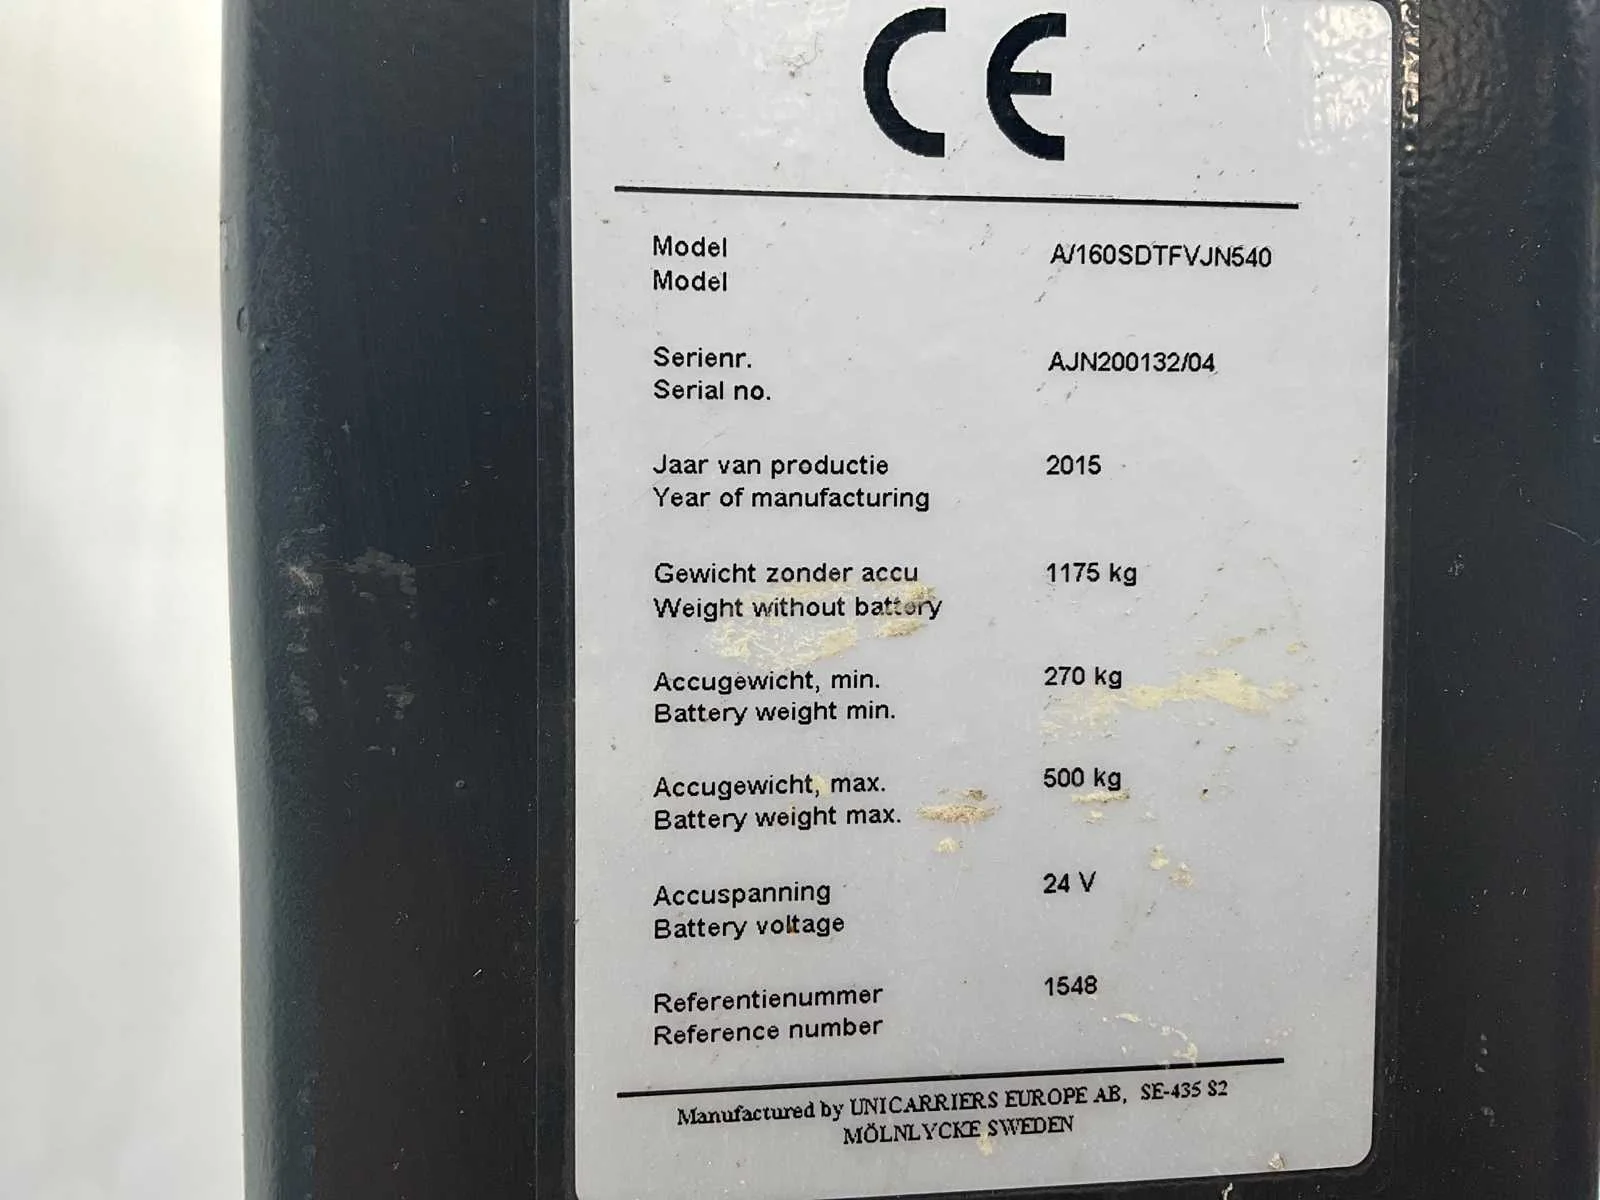 CE
Model A/160SDTFVJN540
Model
Serienr. AJN200132/04
Serial no.
Jaar van productie 2015
Year of manufacturing
Gewicht zonder accu 1175 kg
Weight without battery
Accugewicht, min. 270 kg
Battery weight min.
Accugewicht, max. 500 kg
Battery weight max.
Accuspanning 24 V
Battery voltage
Referentienummer 1548
Reference number
Manufactured by UNICARRIERS EUROPE AB, SE-435 82
MÖLNLYCKE SWEDEN